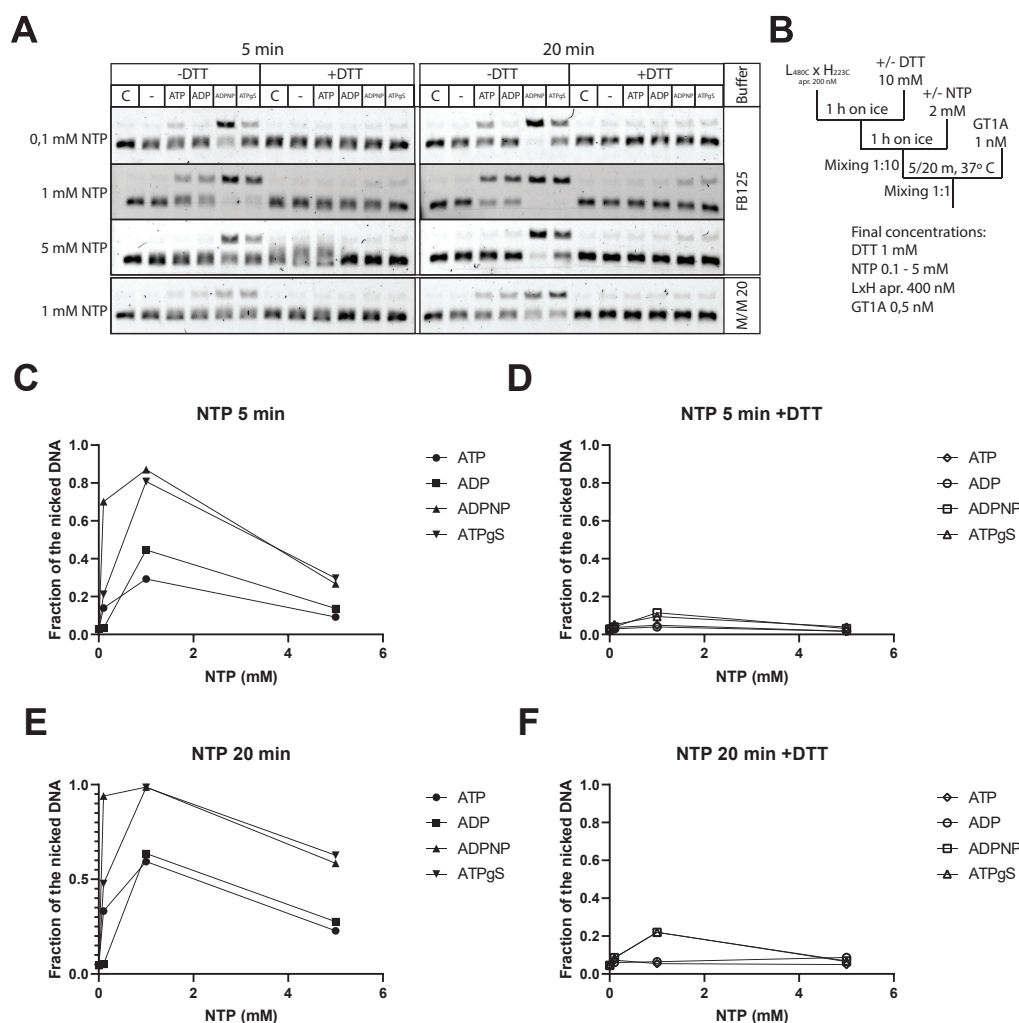 A
5 min
20 min
-DTT
+DTT
-DTT
+DTT
Buffer
C - ATP ADP ADPNP ATPgS C - ATP ADP ADPNP ATPgS
C - ATP ADP ADPNP ATPgS C - ATP ADP ADPNP ATPgS
0,1 mM NTP
1 mM NTP
5 mM NTP
1 mM NTP
FB125
M/M 20
B
L480C x H223C
apr. 200 nM
+/- DTT
10 mM
+/- NTP
2 mM
GT1A
1 nM
1 h on ice
1 h on ice
Mixing 1:10
5/20 m, 37º C
Mixing 1:1
Final concentrations:
DTT 1 mM
NTP 0.1 - 5 mM
LxH apr. 400 nM
GT1A 0,5 nM
C
NTP 5 min
Fraction of the nicked DNA
1.0
0.8
0.6
0.4
0.2
0.0
0 2 4 6
NTP (mM)
ATP
ADP
ADPNP
ATPgS
D
NTP 5 min +DTT
Fraction of the nicked DNA
1.0
0.8
0.6
0.4
0.2
0.0
0 2 4 6
NTP (mM)
ATP
ADP
ADPNP
ATPgS
E
NTP 20 min
Fraction of the nicked DNA
1.0
0.5
0.0
0 2 4 6
NTP (mM)
ATP
ADP
ADPNP
ATPgS
F
NTP 20 min +DTT
Fraction of the nicked DNA
1.0
0.8
0.6
0.4
0.2
0.0
0 2 4 6
NTP (mM)
ATP
ADP
ADPNP
ATPgS